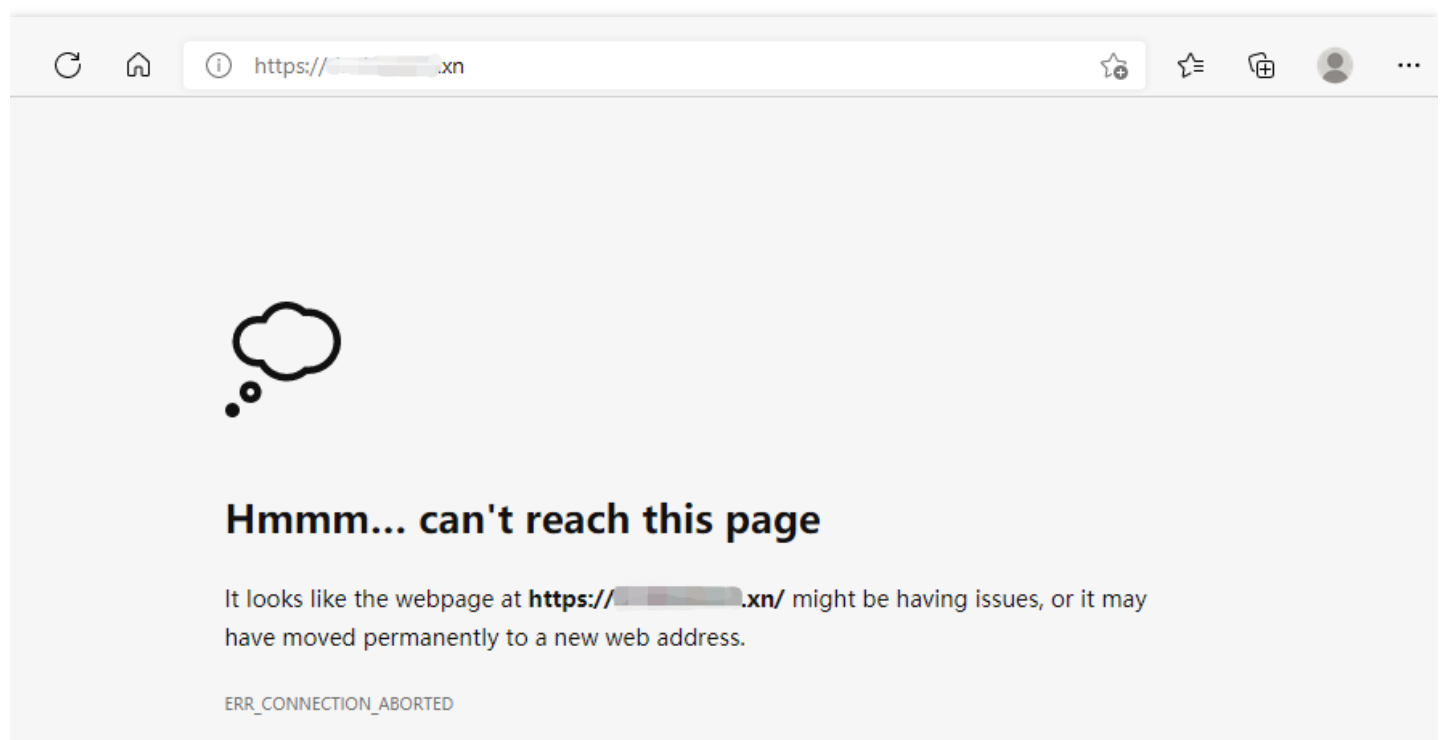 https:// .xn
Hmmm... can't reach this page
It looks like the webpage at https:// .xn/ might be having issues, or it may
have moved permanently to a new web address.
ERR_CONNECTION_ABORTED